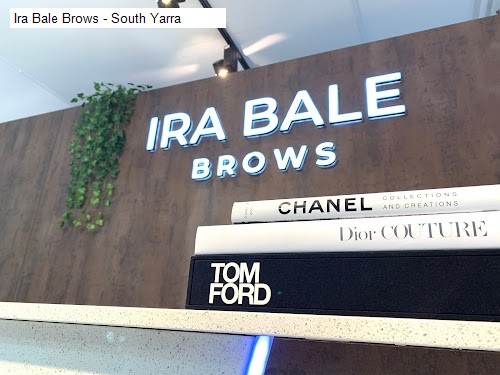 Ira Bale Brows - South Yarra
IRA BALE
BROWS
CHANEL COLLECTIONS
AND CREATIONS
Dior COUTURE
TOM
FORD